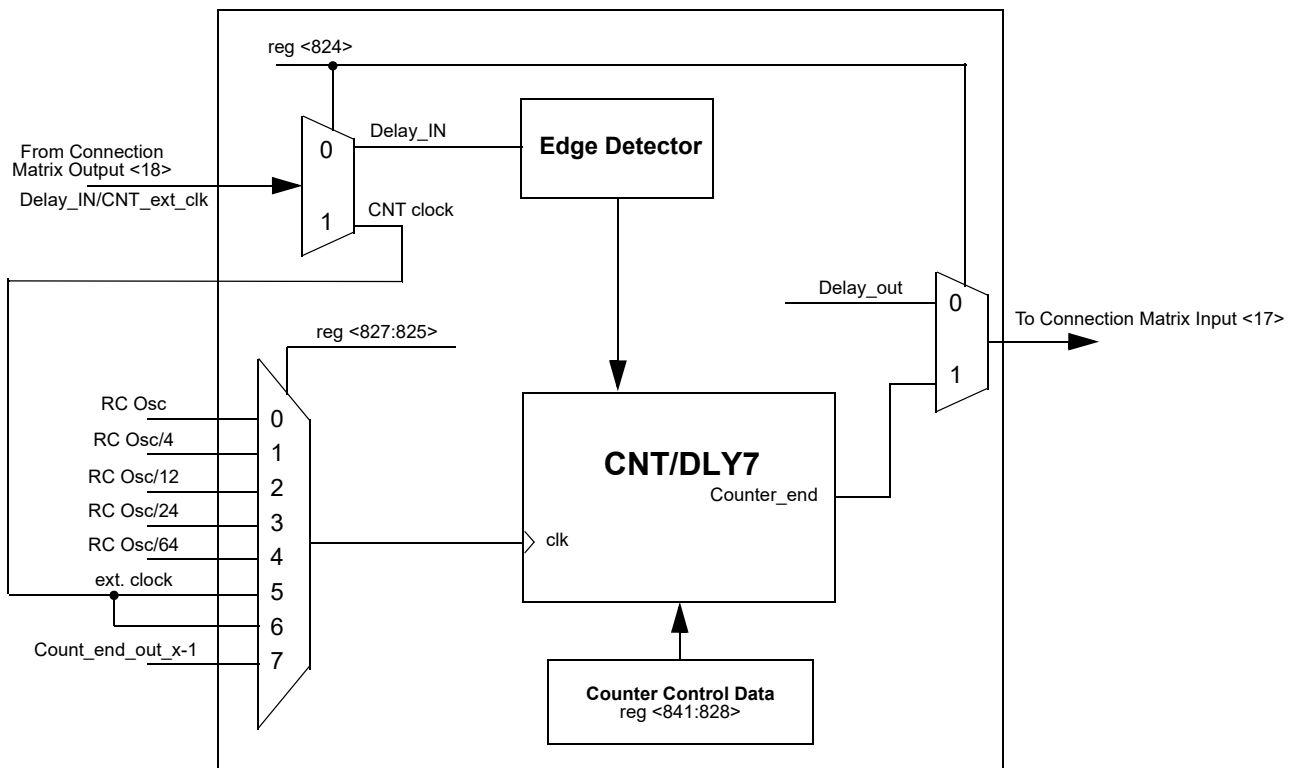 reg <824>
From Connection
Matrix Output <18>
Delay_IN/CNT_ext_clk
0
1
Delay_IN
CNT clock
Edge Detector
Delay_out
0
1
To Connection Matrix Input <17>
reg <827:825>
RC Osc
RC Osc/4
RC Osc/12
RC Osc/24
RC Osc/64
ext. clock
Count_end_out_x-1
0
1
2
3
4
5
6
7
CNT/DLY7
Counter_end
clk
Counter Control Data
reg <841:828>